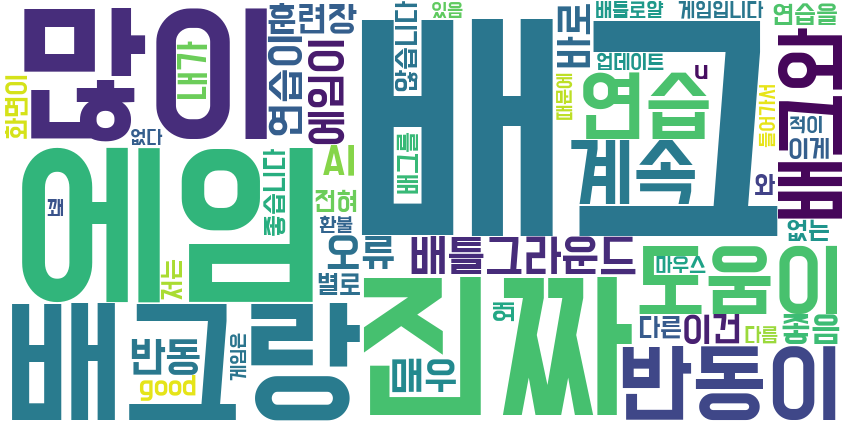 많이
배그
에임
진짜
배그랑
반동이
도움이
요즘
연습
계속
내가
훈련장
연습이
에임이
않습니다
있음
바로
배틀로얄
게임입니다
연습을
업데이트
u
때문에
들어가서
적이
이게
화면이
없다
AI
배그를
좋습니다
꽤
전혀
환불
와
없는
저는
오류
별로
배틀그라운드
마우스
왜
다른
이건
다름
좋음
반동
good
게임은
매우